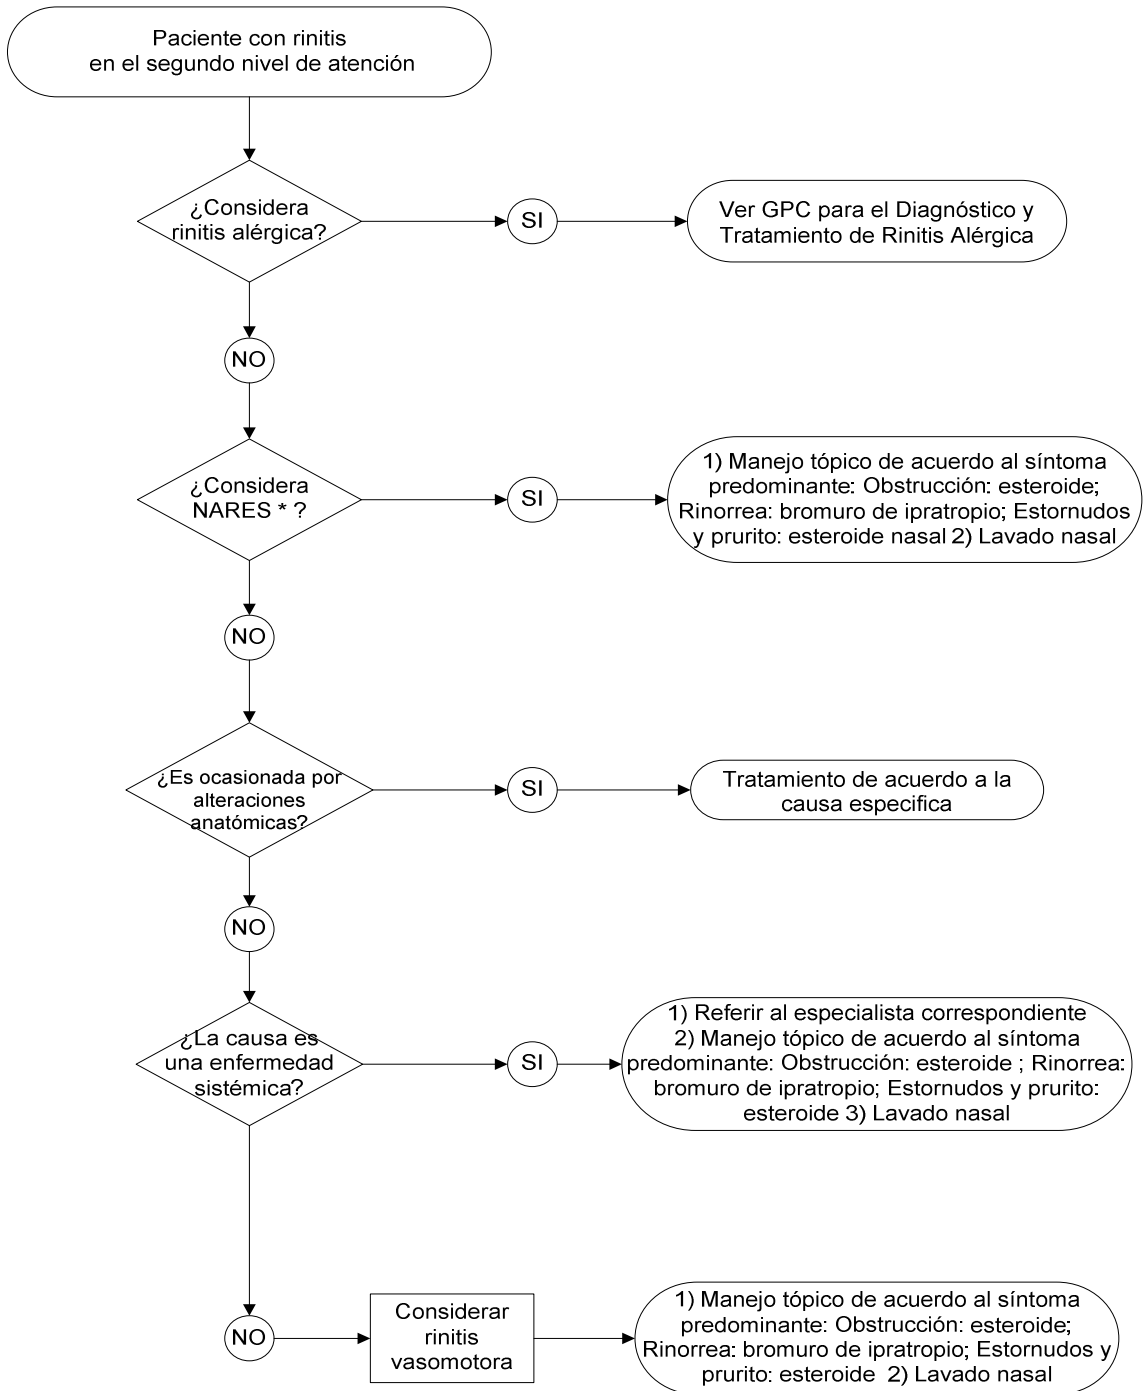 Paciente con rinitis
en el segundo nivel de atención
¿Considera
rinitis alérgica?
SI
Ver GPC para el Diagnóstico y
Tratamiento de Rinitis Alérgica
NO
¿Considera
NARES * ?
SI
1) Manejo tópico de acuerdo al síntoma
predominante: Obstrucción: esteroide;
Rinorrea: bromuro de ipratropio; Estornudos
y prurito: esteroide nasal 2) Lavado nasal
NO
¿Es ocasionada por
alteraciones
anatómicas?
SI
Tratamiento de acuerdo a la
causa especifica
NO
¿La causa es
una enfermedad
sistémica?
SI
1) Referir al especialista correspondiente
2) Manejo tópico de acuerdo al síntoma
predominante: Obstrucción: esteroide ; Rinorrea:
bromuro de ipratropio; Estornudos y prurito:
esteroide 3) Lavado nasal
NO
Considerar
rinitis
vasomotora
1) Manejo tópico de acuerdo al síntoma
predominante: Obstrucción: esteroide;
Rinorrea: bromuro de ipratropio; Estornudos y
prurito: esteroide 2) Lavado nasal